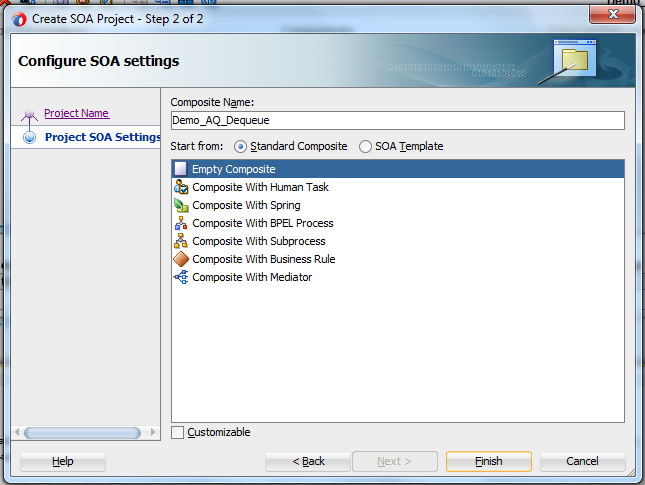 Create SOA Project - Step 2 of 2
Configure SOA settings
Project Name
Project SOA Settings
Composite Name:
Demo_AQ_Dequeue
Start from: Standard Composite SOA Template
Empty Composite
Composite With Human Task
Composite With Spring
Composite With BPEL Process
Composite With Subprocess
Composite With Business Rule
Composite With Mediator
Customizable
Help < Back Next > Finish Cancel